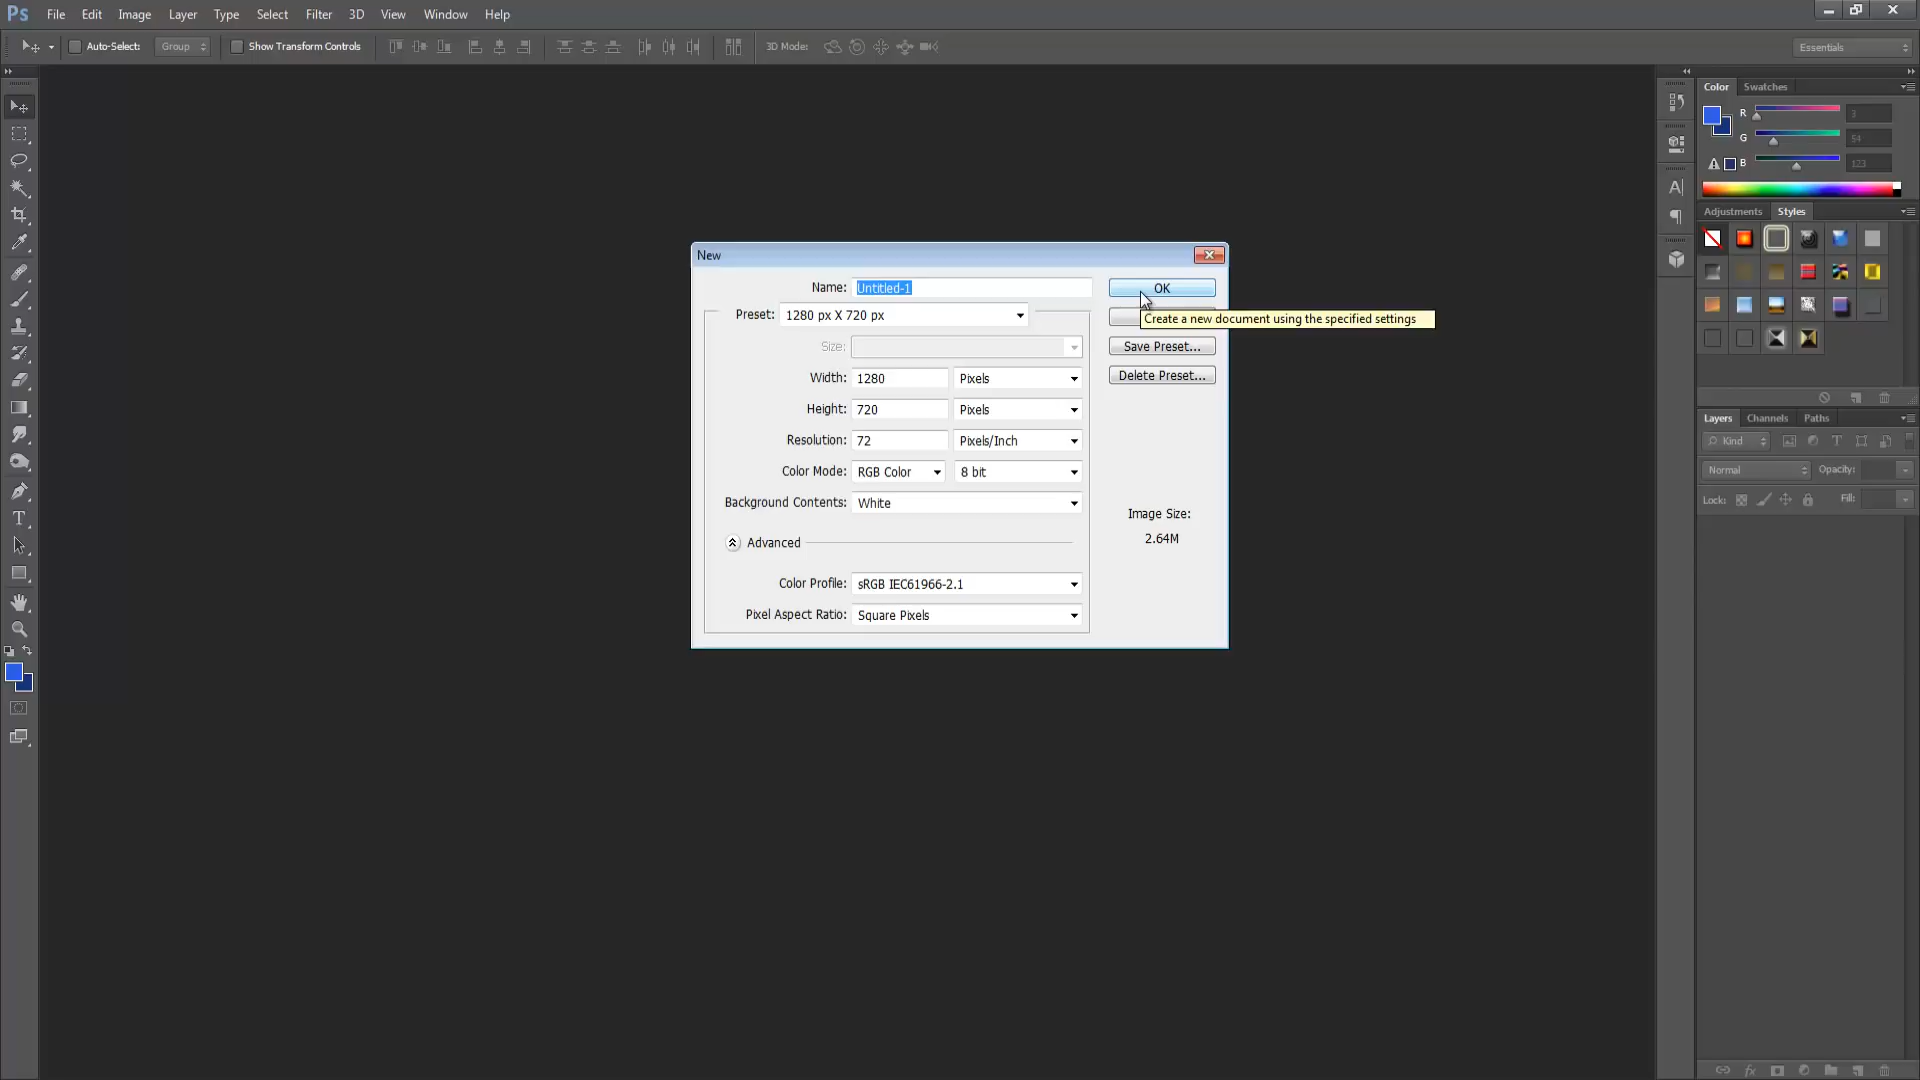 Ps File Edit Image Layer Type Select Filter 3D View Window Help
Auto-Select: Group Show Transform Controls 3D Mode: Essentials
Color Swatches
R 3
G 54
B 123
Adjustments Styles
New
Name: Untitled-1 OK
Preset: 1280 px X 720 px
Create a new document using the specified settings
Size: Save Preset...
Width: 1280 Pixels Delete Preset...
Height: 720 Pixels
Resolution: 72 Pixels/Inch
Color Mode: RGB Color 8 bit
Background Contents: White
Image Size:
2.64M
Advanced
Color Profile: sRGB IEC61966-2.1
Pixel Aspect Ratio: Square Pixels
Layers Channels Paths
Kind
Normal Opacity:
Lock: Fill: